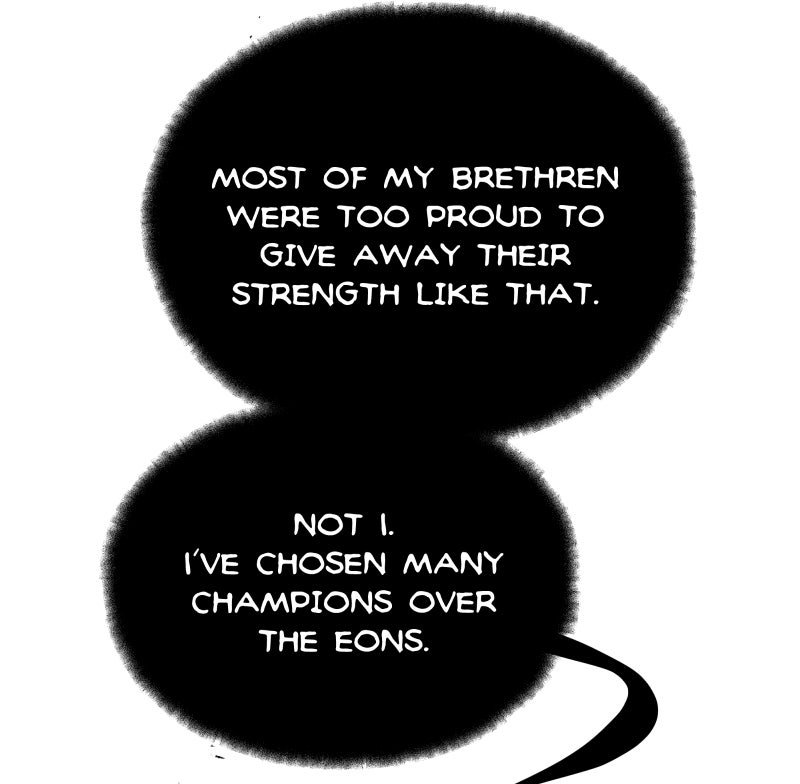 MOST OF MY BRETHREN
WERE TOO PROUD TO
GIVE AWAY THEIR
STRENGTH LIKE THAT.
NOT I.
I'VE CHOSEN MANY
CHAMPIONS OVER
THE EONS.